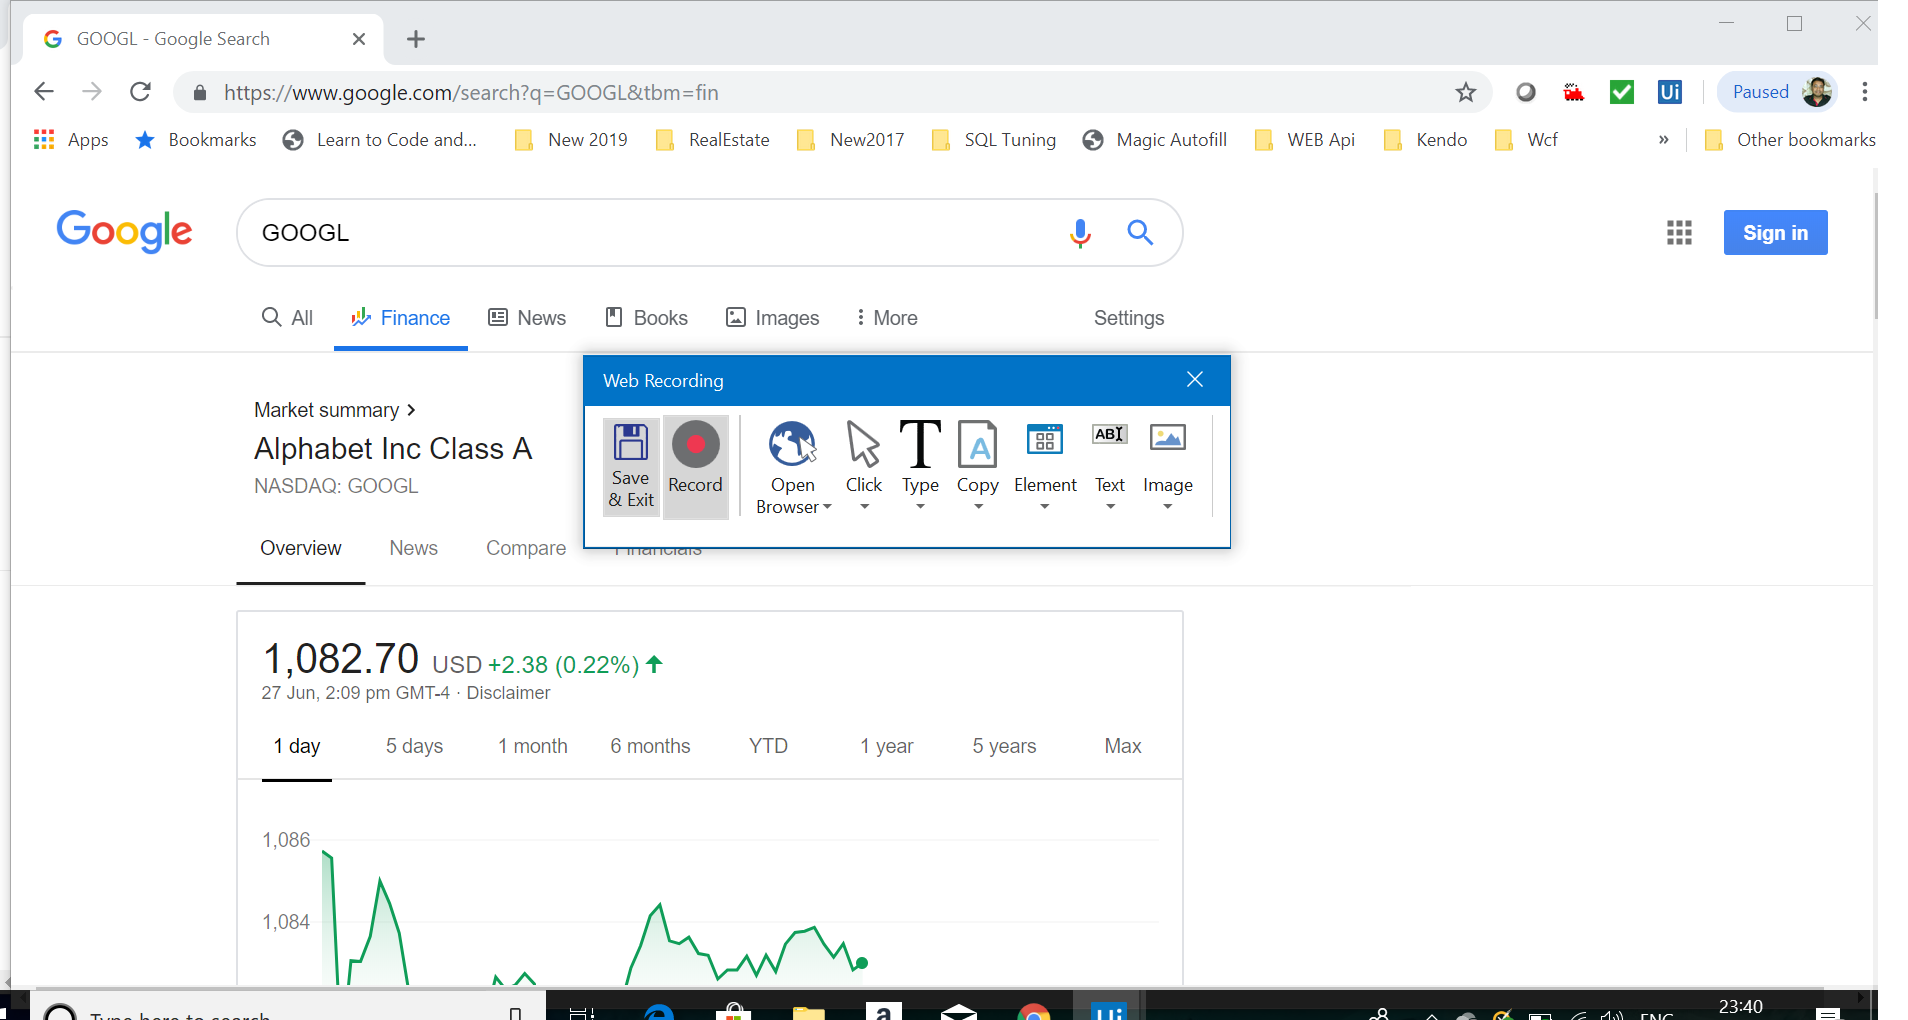 GOOGL - Google Search
https://www.google.com/search?q=GOOGL&tbm=fin
Ui
Paused
Apps Bookmarks Learn to Code and... New 2019 RealEstate New2017 SQL Tuning Magic Autofill WEB Api Kendo Wcf » Other bookmarks
Google GOOGL Sign in
All Finance News Books Images More Settings
Web Recording
Market summary
Alphabet Inc Class A
NASDAQ: GOOGL
Save & Exit
Record
Open Browser
Click
T
Type
A
Copy
Element
AB
Text
Image
Overview News Compare Financials
1,082.70 USD +2.38 (0.22%)
27 Jun, 2:09 pm GMT-4 · Disclaimer
1 day 5 days 1 month 6 months YTD 1 year 5 years Max
1,086
1,084
Type here to search
a
Ui
ENG
23:40